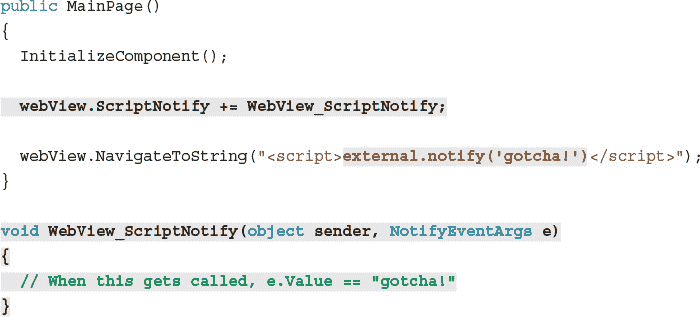 public MainPage()
{
  InitializeComponent();

  webView.ScriptNotify += WebView_ScriptNotify;

  webView.NavigateToString("<script>external.notify('gotcha!')</script>");
}

void WebView_ScriptNotify(object sender, NotifyEventArgs e)
{
  // When this gets called, e.Value == "gotcha!"
}